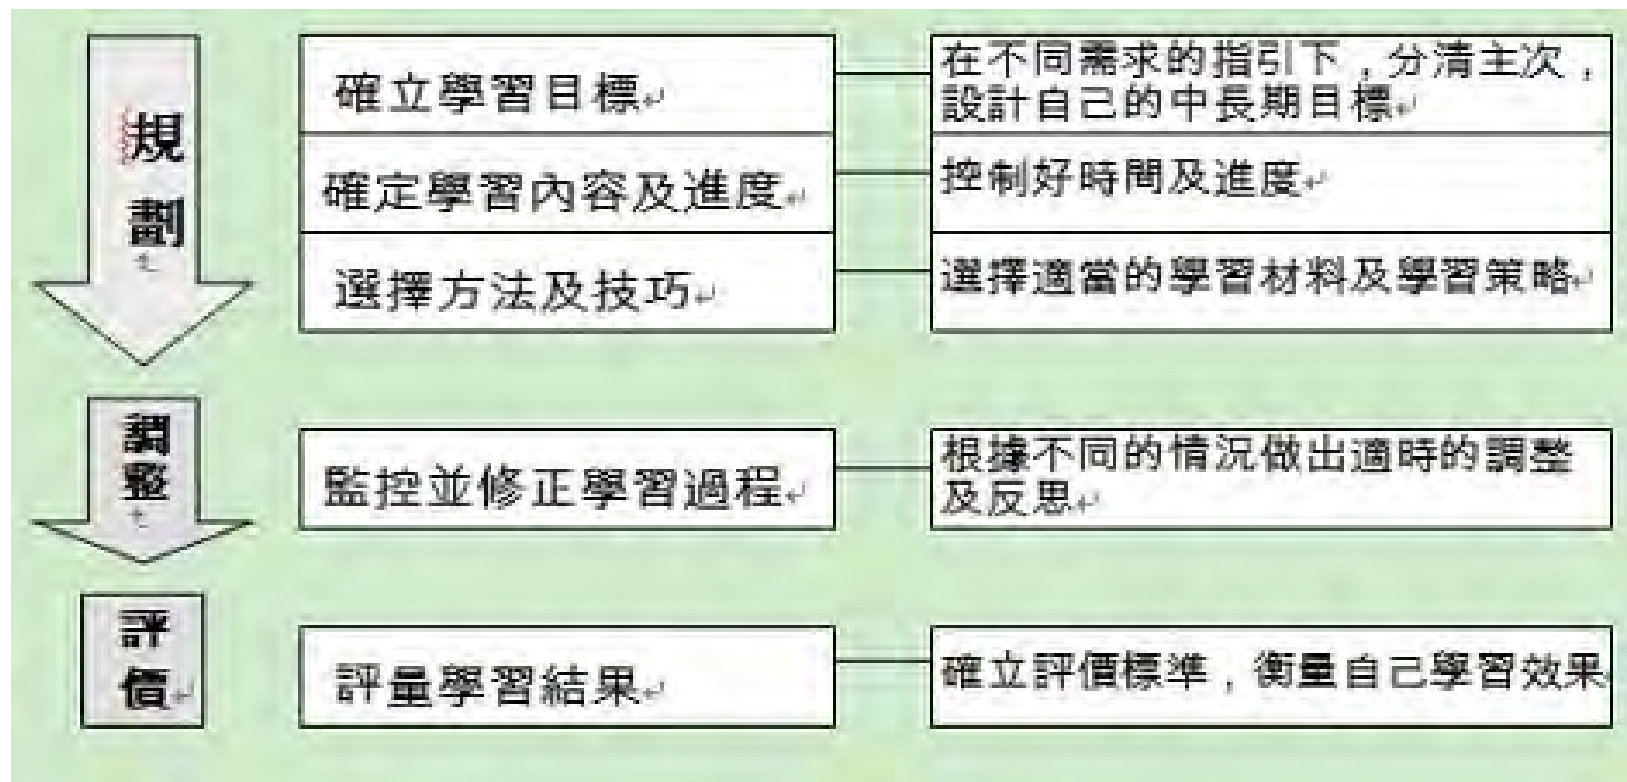 規劃
確立學習目標
在不同需求的指引下，分清主次，
設計自己的中長期目標
確定學習內容及進度
控制好時間及進度
選擇方法及技巧
選擇適當的學習材料及學習策略
調整
監控並修正學習過程
根據不同的情況做出適時的調整
及反思
評價
評量學習結果
確立評價標準，衡量自己學習效果